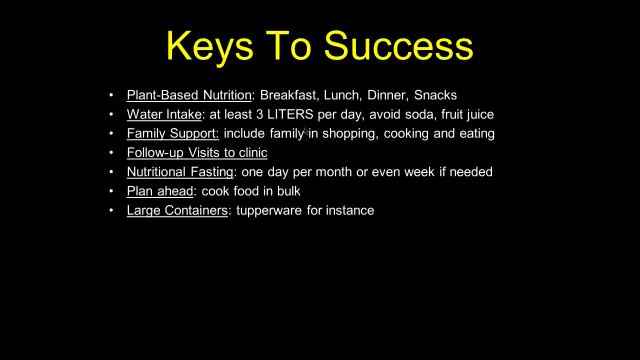 Keys To Success
• Plant-Based Nutrition: Breakfast, Lunch, Dinner, Snacks
• Water Intake: at least 3 LITERS per day, avoid soda, fruit juice
• Family Support: include family in shopping, cooking and eating
• Follow-up Visits to clinic
• Nutritional Fasting: one day per month or even week if needed
• Plan ahead: cook food in bulk
• Large Containers: tupperware for instance